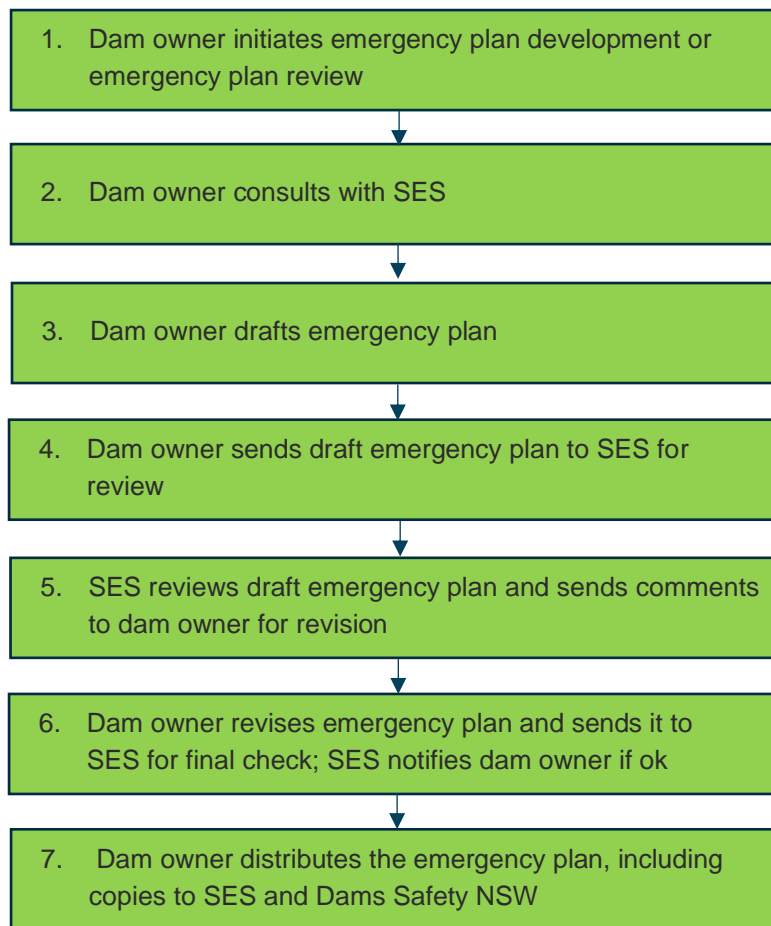 1. Dam owner initiates emergency plan development or
emergency plan review
2. Dam owner consults with SES
3. Dam owner drafts emergency plan
4. Dam owner sends draft emergency plan to SES for
review
5. SES reviews draft emergency plan and sends comments
to dam owner for revision
6. Dam owner revises emergency plan and sends it to
SES for final check; SES notifies dam owner if ok
7. Dam owner distributes the emergency plan, including
copies to SES and Dams Safety NSW